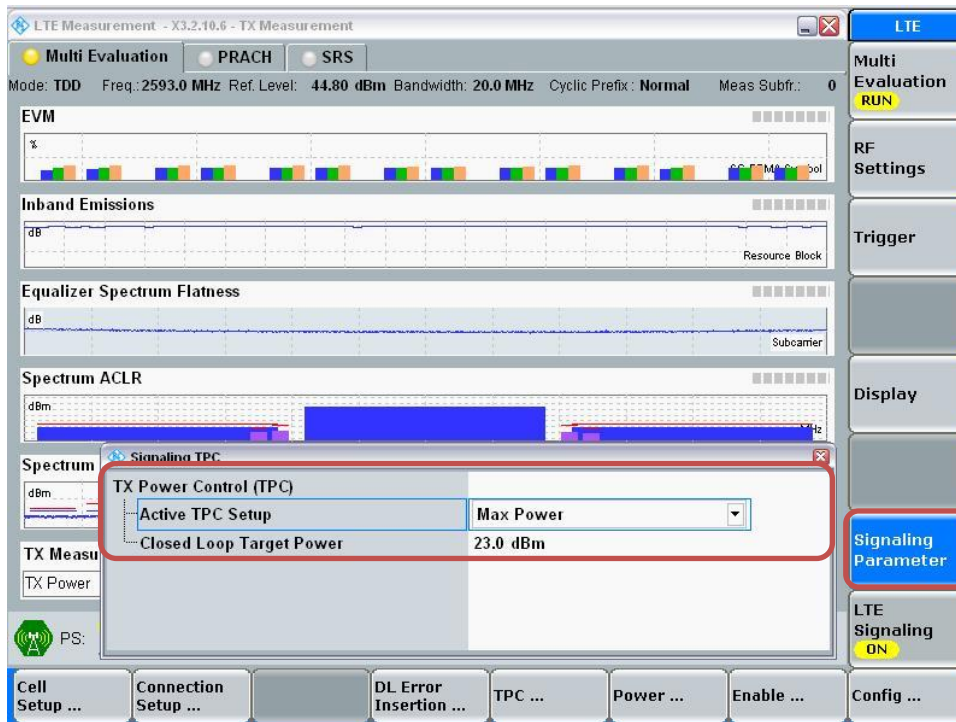 LTE Measurement - X3.2.10.6 - TX Measurement
LTE
Multi Evaluation PRACH SRS
Mode: TDD Freq.: 2593.0 MHz Ref. Level: 44.80 dBm Bandwidth: 20.0 MHz Cyclic Prefix : Normal Meas Subfr.: 0
Multi
Evaluation
RUN
EVM
%
RF
Settings
Inband Emissions
dB
Resource Block
Trigger
Equalizer Spectrum Flatness
dB
Subcarrier
Spectrum ACLR
dBm
Display
Spectrum
dBm
Signaling TPC
TX Power Control (TPC)
Active TPC Setup Max Power
Closed Loop Target Power 23.0 dBm
TX Measu
TX Power
Signaling
Parameter
PS:
LTE
Signaling
ON
Cell
Setup ...
Connection
Setup ...
DL Error
Insertion ...
TPC ...
Power ...
Enable ...
Config ...